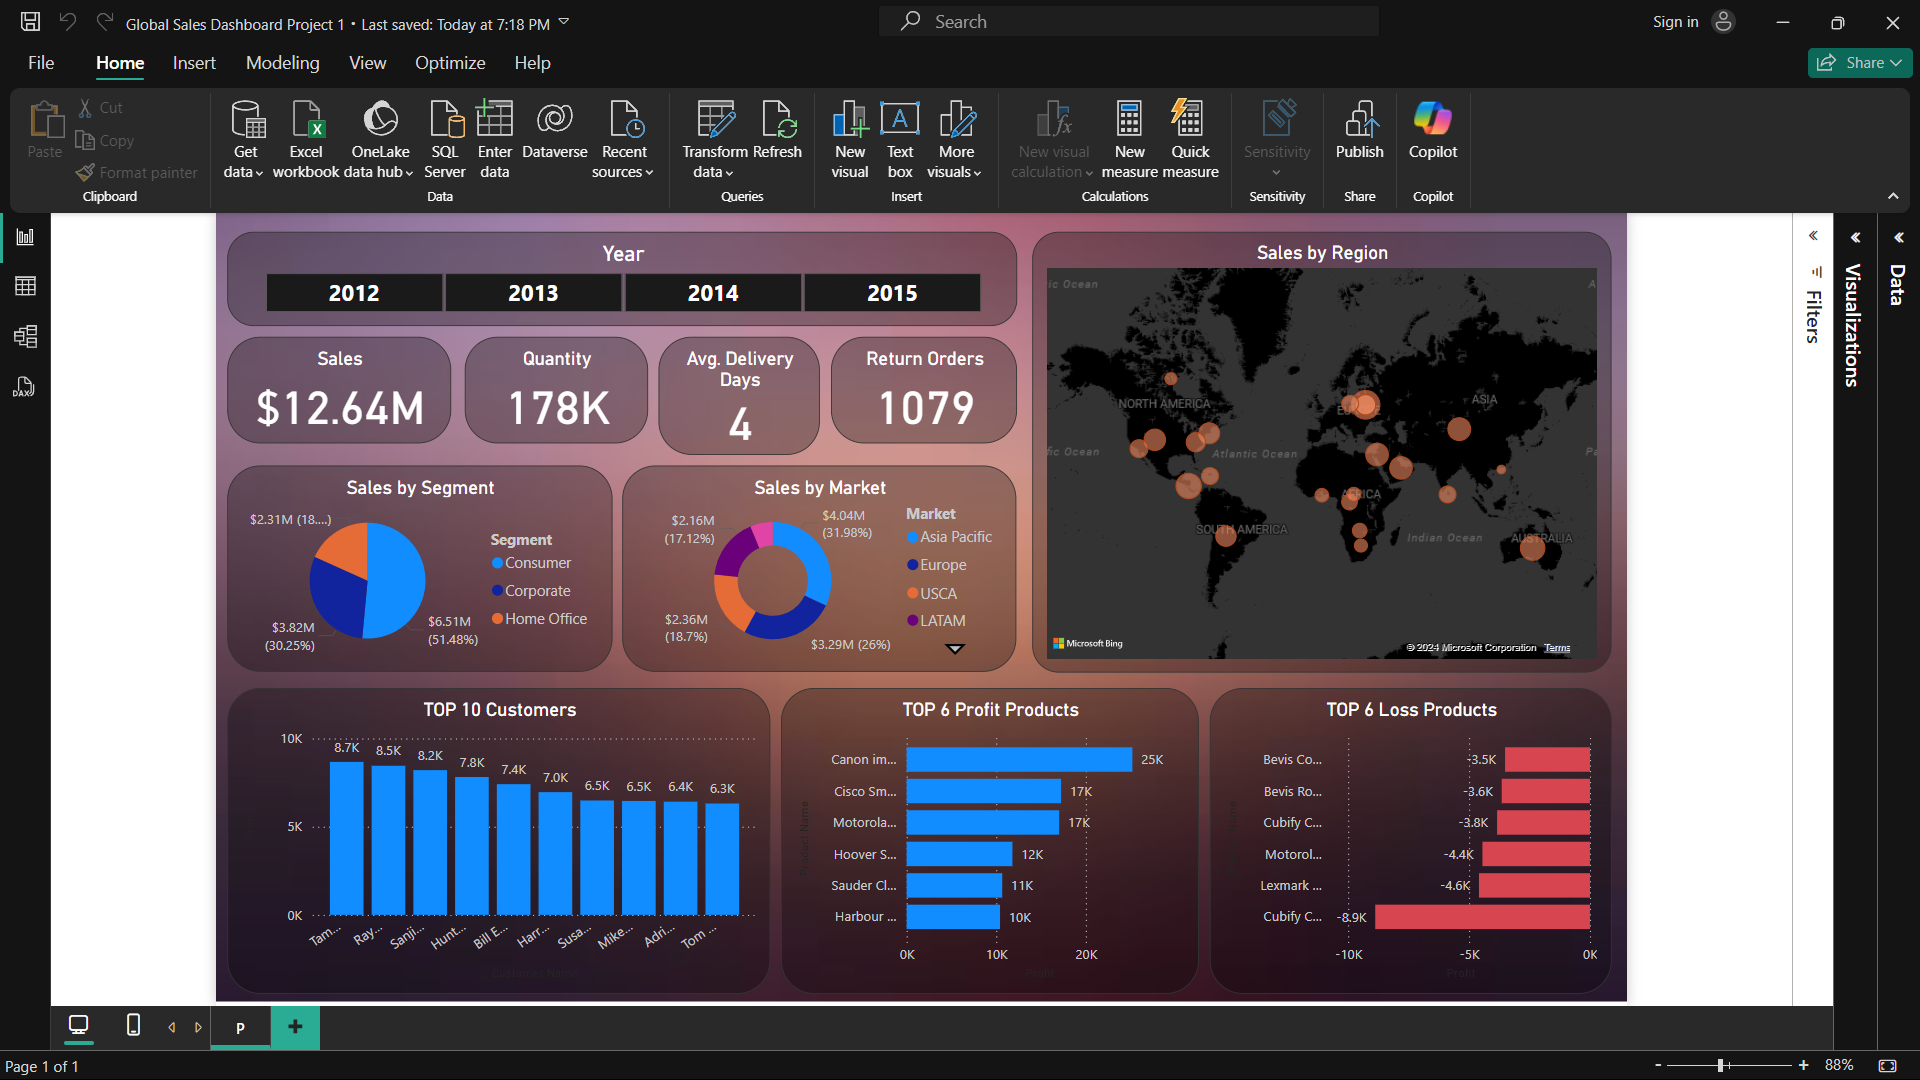 Global Sales Dashboard Project 1 • Last saved: Today at 7:18 PM
Search
Sign in
File
Home
Insert
Modeling
View
Optimize
Help
Share
Paste
Cut
Copy
Format painter
Clipboard
Get data
Excel workbook
OneLake data hub
SQL Server
Enter data
Dataverse
Recent sources
Data
Transform data
Refresh
Queries
New visual
Text box
More visuals
Insert
New visual calculation
New measure
Quick measure
Calculations
Sensitivity
Sensitivity
Publish
Share
Copilot
Copilot
DAX
Year
2012
2013
2014
2015
Sales
$12.64M
Quantity
178K
Avg. Delivery Days
4
Return Orders
1079
Sales by Segment
$2.31M (18....)
$3.82M
(30.25%)
$6.51M
(51.48%)
Segment
Consumer
Corporate
Home Office
Sales by Market
$2.16M
(17.12%)
$4.04M
(31.98%)
$2.36M
(18.7%)
$3.29M (26%)
Market
Asia Pacific
Europe
USCA
LATAM
Sales by Region
ic Ocean
A
NORTH AMERICA
ASIA
fic Ocean
Atlantic Ocean
Pa
AFRICA
SOUTH AMERICA
Indian Ocean
AUSTRALIA
Microsoft Bing
© 2024 Microsoft Corporation
Terms
TOP 10 Customers
10K
5K
0K
8.7K
8.5K
8.2K
7.8K
7.4K
7.0K
6.5K
6.5K
6.4K
6.3K
Tam...
Ray...
Sanji...
Hunt...
Bill E...
Harr...
Susa...
Mike...
Adri...
Tom ...
Customer Name
TOP 6 Profit Products
Product Name
Canon im...
25K
Cisco Sm...
17K
Motorola...
17K
Hoover S...
12K
Sauder Cl...
11K
Harbour ...
10K
0K
10K
20K
Profit
TOP 6 Loss Products
Bevis Co...
-3.5K
Bevis Ro...
-3.6K
Cubify C...
-3.8K
Motorol...
-4.4K
Lexmark ...
-4.6K
Cubify C...
-8.9K
-10K
-5K
0K
Profit
Filters
Visualizations
Data
P
Page 1 of 1
88%